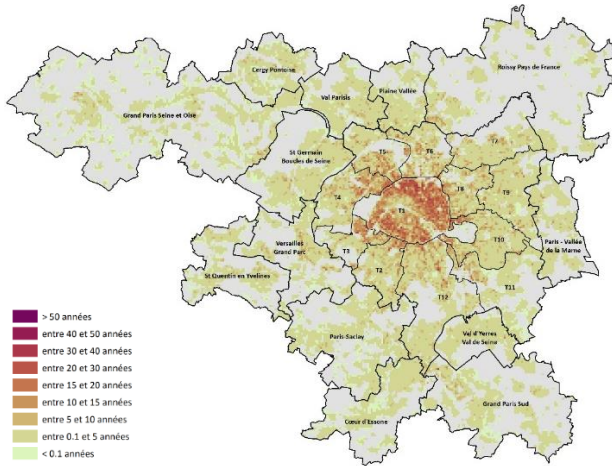 Cergy Pontoise
Roissy Pays de France
Val Parisis
Plaine Vallée
Grand Paris Seine et Oise
St Germain
Boucles de Seine
T5
T6
T7
T8
T9
T4
T1
T3
T2
T10
T11
T12
Versailles
Grand Parc
Paris - Vallée
de la Marne
St Quentin en Yvelines
Paris-Saclay
Val d'Yerres
Val de Seine
Cœur d'Essonne
Grand Paris Sud
> 50 années
entre 40 et 50 années
entre 30 et 40 années
entre 20 et 30 années
entre 15 et 20 années
entre 10 et 15 années
entre 5 et 10 années
entre 0.1 et 5 années
< 0.1 années